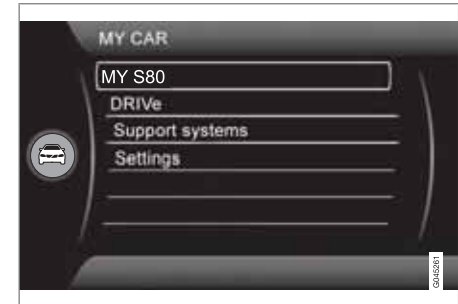 MY CAR
MY S80
DRIVe
Support systems
Settings
G045261